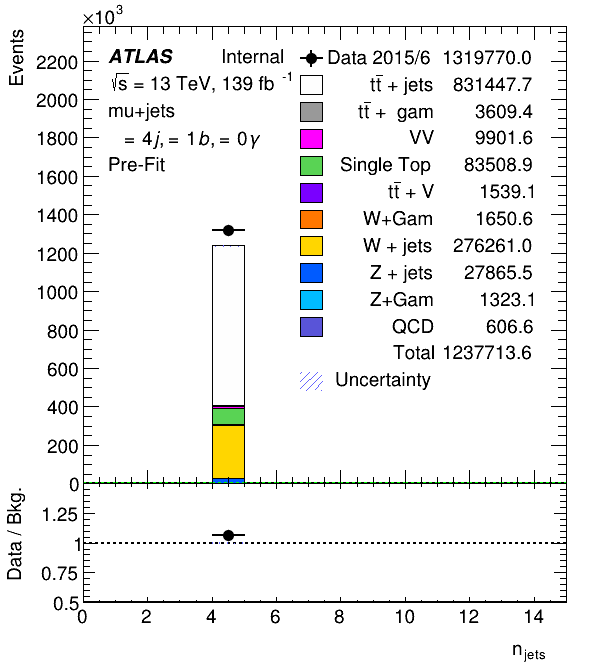 ×10³
Events
ATLAS Internal
√s = 13 TeV, 139 fb⁻¹
mu+jets
= 4j, = 1b, = 0γ
Pre-Fit
Data 2015/6 1319770.0
tt̄ + jets 831447.7
tt̄ + gam 3609.4
VV 9901.6
Single Top 83508.9
tt̄ + V 1539.1
W+Gam 1650.6
W + jets 276261.0
Z + jets 27865.5
Z+Gam 1323.1
QCD 606.6
Total 1237713.6
Uncertainty
2200
2000
1800
1600
1400
1200
1000
800
600
400
200
0
Data / Bkg.
1.25
1
0.75
0.5
0 2 4 6 8 10 12 14
n_jets